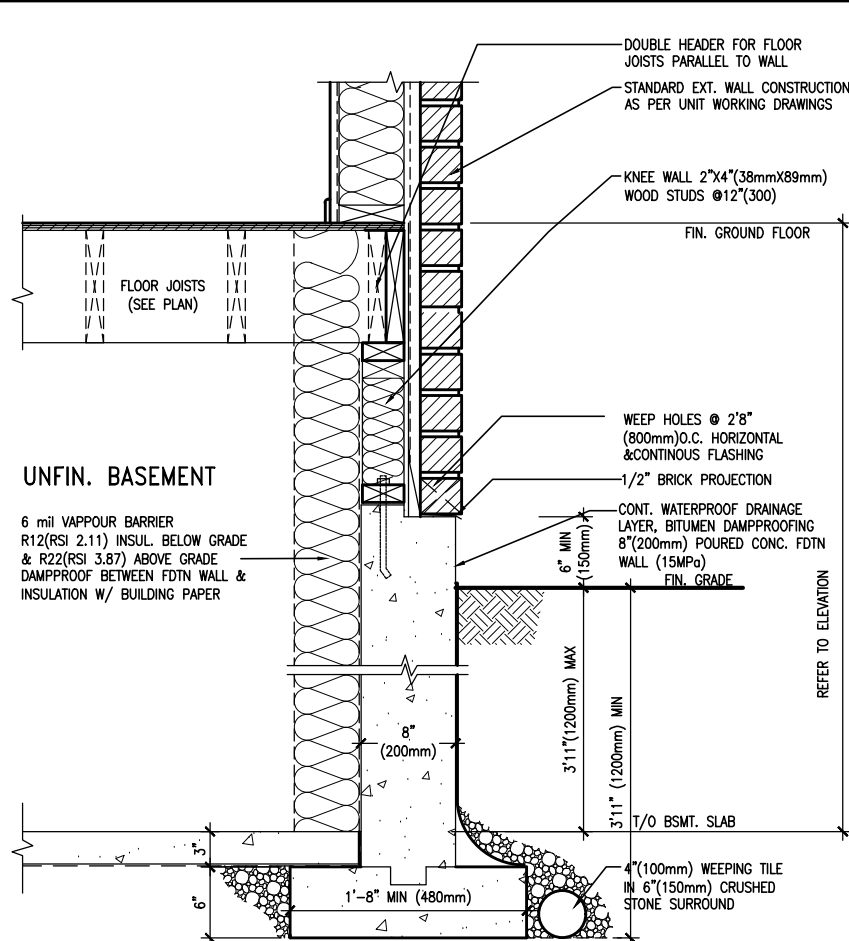 DOUBLE HEADER FOR FLOOR
JOISTS PARALLEL TO WALL
STANDARD EXT. WALL CONSTRUCTION
AS PER UNIT WORKING DRAWINGS
KNEE WALL 2"X4"(38mmX89mm)
WOOD STUDS @12"(300)
FIN. GROUND FLOOR
FLOOR JOISTS
(SEE PLAN)
WEEP HOLES @ 2'8"
(800mm)O.C. HORIZONTAL
&CONTINOUS FLASHING
1/2" BRICK PROJECTION
UNFIN. BASEMENT
6 mil VAPPOUR BARRIER
R12(RSI 2.11) INSUL. BELOW GRADE
& R22(RSI 3.87) ABOVE GRADE
DAMPPROOF BETWEEN FDTN WALL &
INSULATION W/ BUILDING PAPER
CONT. WATERPROOF DRAINAGE
LAYER, BITUMEN DAMPPROOFING
8"(200mm) POURED CONC. FDTN
WALL (15MPa)
6" MIN
(150mm)
FIN. GRADE
REFER TO ELEVATION
8"
(200mm)
3'11"(1200mm) MAX
3'11" (1200mm) MIN
T/O BSMT. SLAB
3"
6"
1'-8" MIN (480mm)
4"(100mm) WEEPING TILE
IN 6"(150mm) CRUSHED
STONE SURROUND